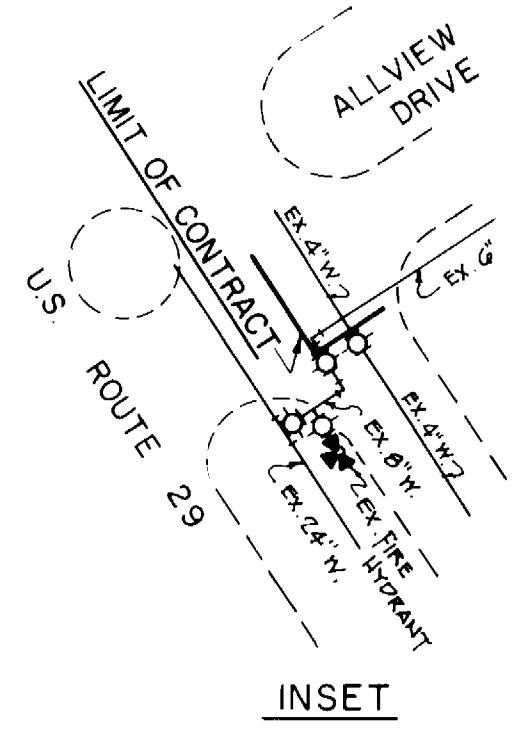 ALLVIEW
DRIVE
LIMIT OF CONTRACT
U.S. ROUTE 29
EX. 4" W.?
EX. 6"
EX. 4" W.?
EX. 8" W.
EX. 24" W.
EX. FIRE
HYDRANT
INSET